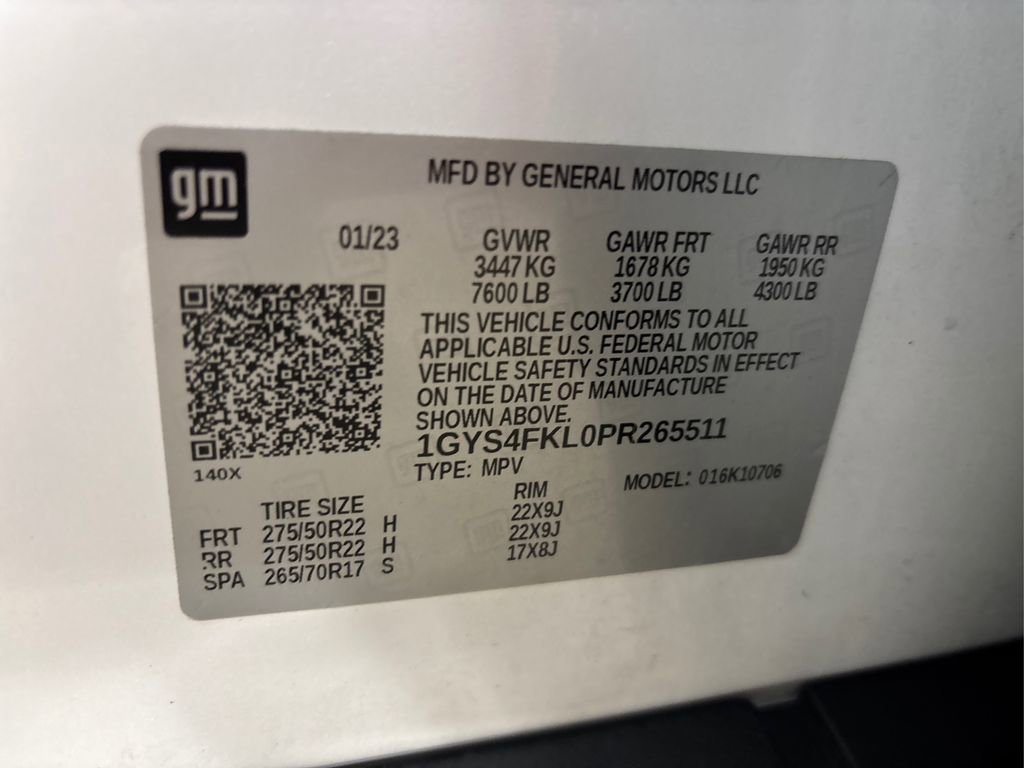 gm
MFD BY GENERAL MOTORS LLC
01/23 GVWR GAWR FRT GAWR RR
3447 KG 1678 KG 1950 KG
7600 LB 3700 LB 4300 LB
THIS VEHICLE CONFORMS TO ALL
APPLICABLE U.S. FEDERAL MOTOR
VEHICLE SAFETY STANDARDS IN EFFECT
ON THE DATE OF MANUFACTURE
SHOWN ABOVE.
1GYS4FKL0PR265511
140X
TYPE: MPV MODEL: 016K10706
TIRE SIZE RIM
FRT 275/50R22 H 22X9J
RR 275/50R22 H 22X9J
SPA 265/70R17 S 17X8J